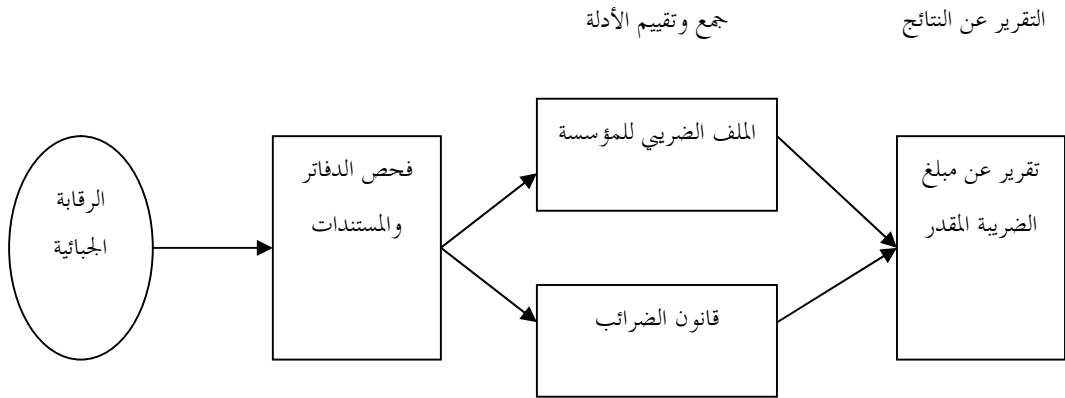 التقرير عن النتائج
جمع وتقييم الأدلة
الرقابة
الجبائية
فحص الدفاتر
والمستندات
الملف الضريبي للمؤسسة
قانون الضرائب
تقرير عن مبلغ
الضريبة المقدر